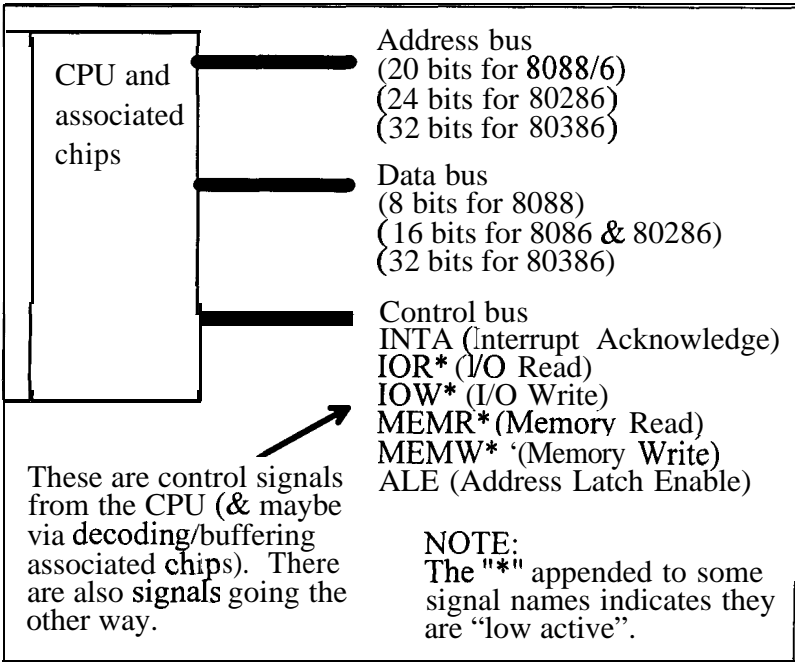 CPU and
associated
chips
Address bus
(20 bits for 8088/6)
(24 bits for 80286)
(32 bits for 80386)
Data bus
(8 bits for 8088)
(16 bits for 8086 & 80286)
(32 bits for 80386)
Control bus
INTA (Interrupt Acknowledge)
IOR* (I/O Read)
IOW* (I/O Write)
MEMR* (Memory Read)
MEMW* ‘(Memory Write)
ALE (Address Latch Enable)
These are control signals
from the CPU (& maybe
via decoding/buffering
associated chips). There
are also signals going the
other way.
NOTE:
The "*" appended to some
signal names indicates they
are “low active”.